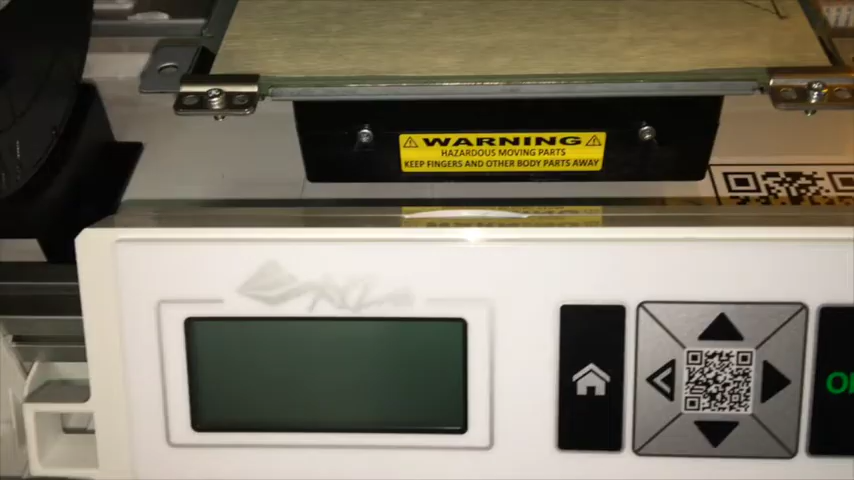 WARNING
HAZARDOUS MOVING PARTS
KEEP FINGERS AND OTHER BODY PARTS AWAY